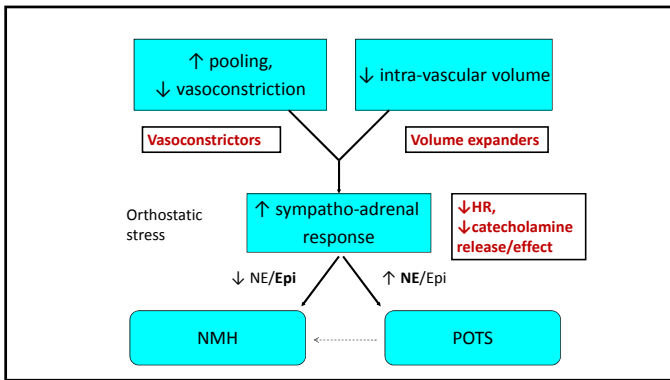 ↑ pooling,
↓ vasoconstriction
↓ intra-vascular volume
Vasoconstrictors
Volume expanders
Orthostatic
stress
↑ sympatho-adrenal
response
↓HR,
↓catecholamine
release/effect
↓ NE/Epi
↑ NE/Epi
NMH
POTS